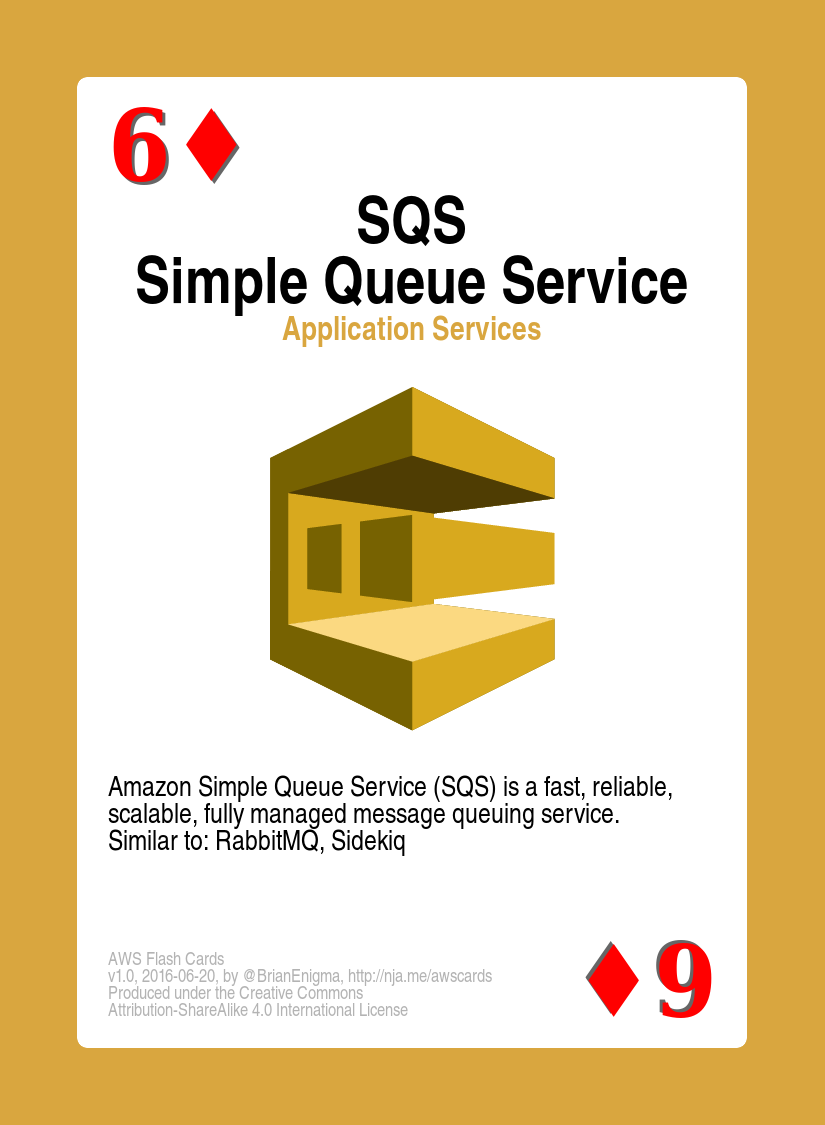 6♦
SQS
Simple Queue Service
Application Services
Amazon Simple Queue Service (SQS) is a fast, reliable,
scalable, fully managed message queuing service.
Similar to: RabbitMQ, Sidekiq
AWS Flash Cards
v1.0, 2016-06-20, by @BrianEnigma, http://nja.me/awscards
Produced under the Creative Commons
Attribution-ShareAlike 4.0 International License
6♦